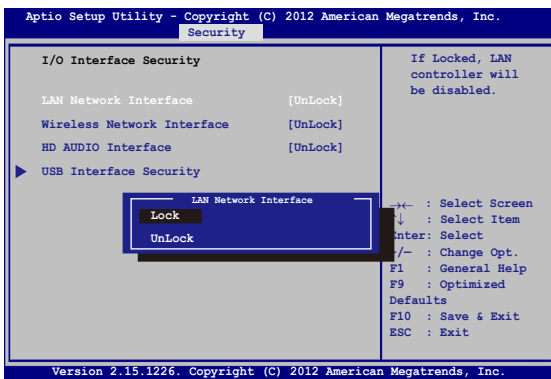 Aptio Setup Utility - Copyright (C) 2012 American Megatrends, Inc.
Security
I/O Interface Security
LAN Network Interface [UnLock]
Wireless Network Interface [UnLock]
HD AUDIO Interface [UnLock]
USB Interface Security
If Locked, LAN
controller will
be disabled.
LAN Network Interface
Lock
UnLock
→← : Select Screen
↑↓ : Select Item
Enter: Select
+/— : Change Opt.
F1 : General Help
F9 : Optimized
Defaults
F10 : Save & Exit
ESC : Exit
Version 2.15.1226. Copyright (C) 2012 American Megatrends, Inc.